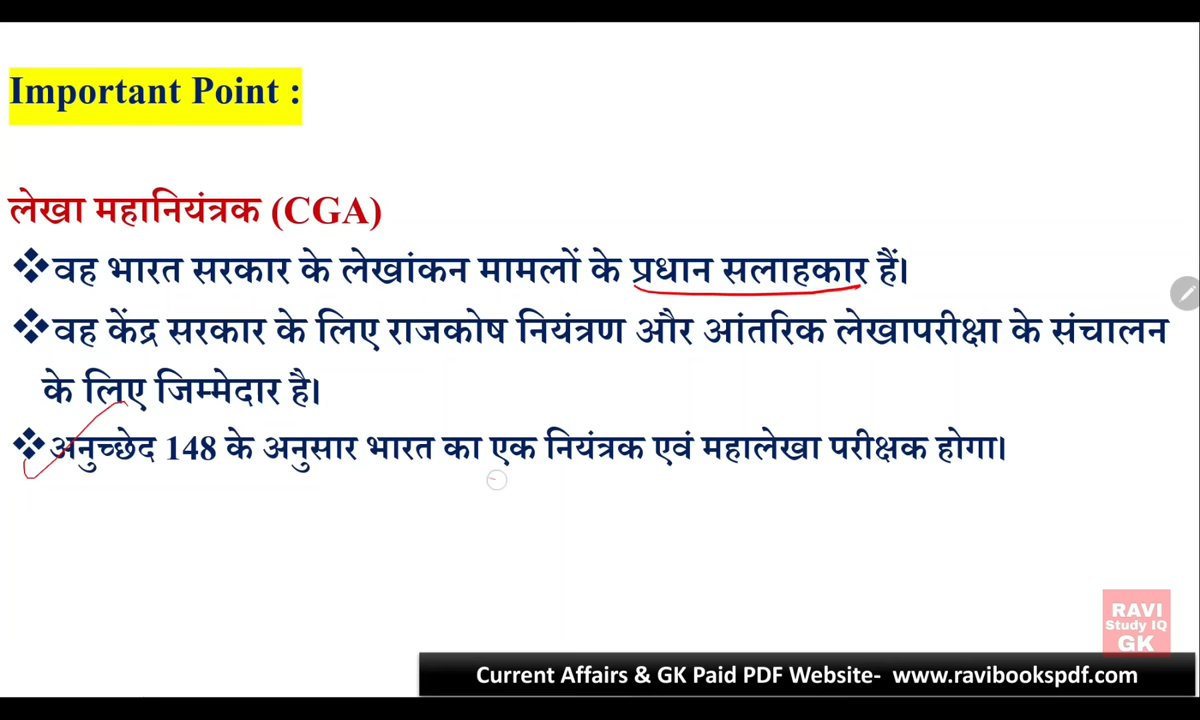 Important Point :
लेखा महानियंत्रक (CGA)
❖वह भारत सरकार के लेखांकन मामलों के प्रधान सलाहकार हैं।
❖वह केंद्र सरकार के लिए राजकोष नियंत्रण और आंतरिक लेखापरीक्षा के संचालन
के लिए जिम्मेदार है।
❖अनुच्छेद 148 के अनुसार भारत का एक नियंत्रक एवं महालेखा परीक्षक होगा।
RAVI
Study IQ
GK
Current Affairs & GK Paid PDF Website- www.ravibookspdf.com